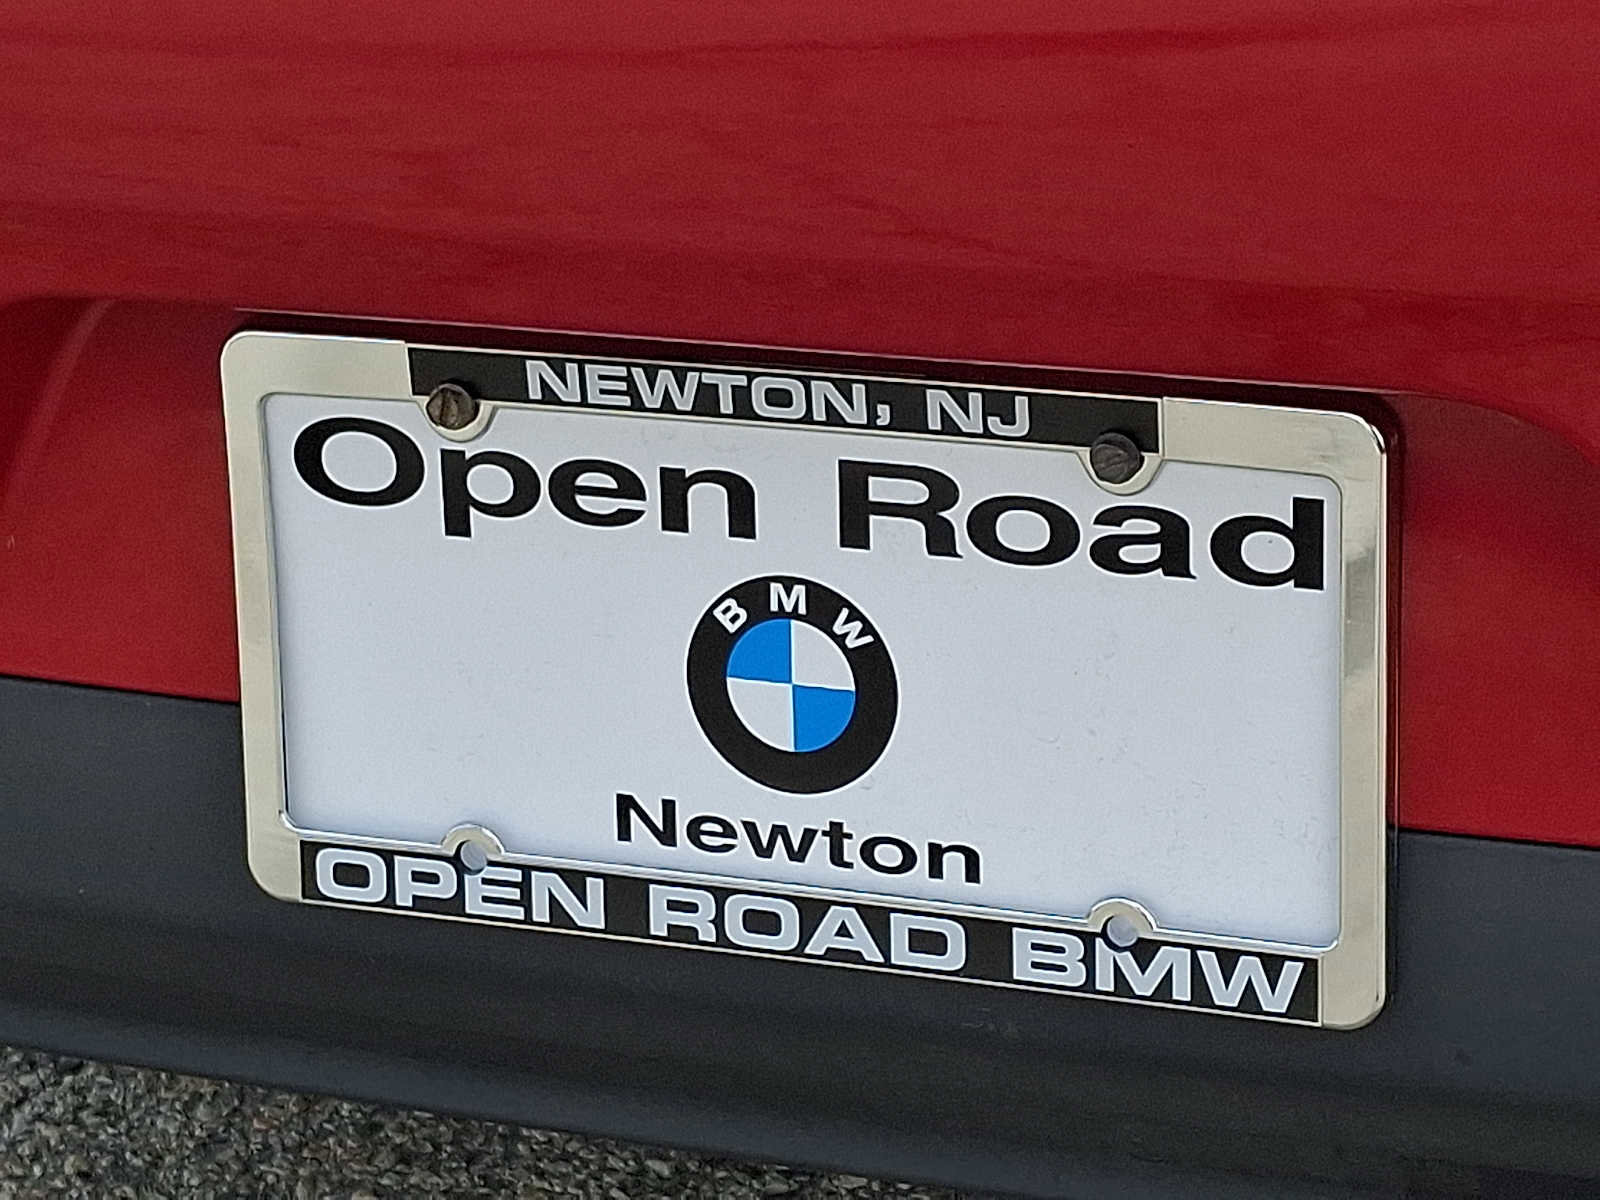 NEWTON, NJ
Open Road
BMW
Newton
OPEN ROAD BMW